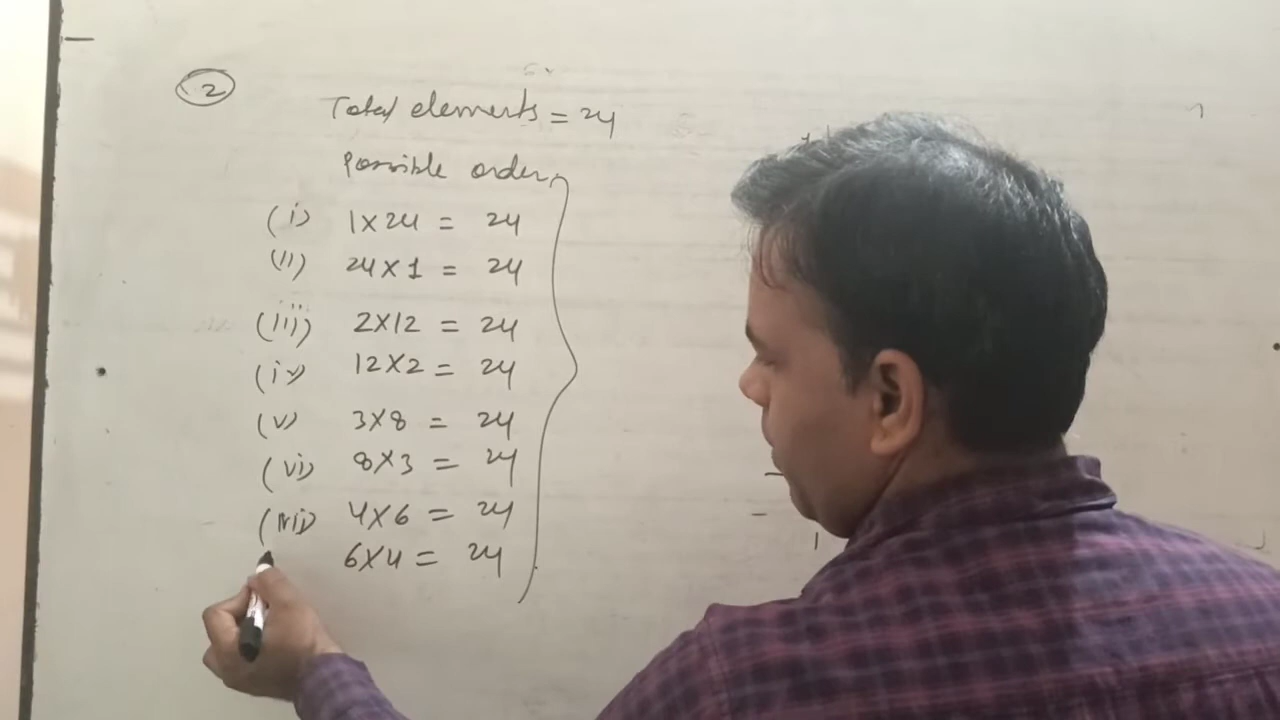 2
Total elements = 24
Possible order
(i) 1×24 = 24
(ii) 24×1 = 24
(iii) 2×12 = 24
(iv) 12×2 = 24
(v) 3×8 = 24
(vi) 8×3 = 24
(vii) 4×6 = 24
6×4 = 24